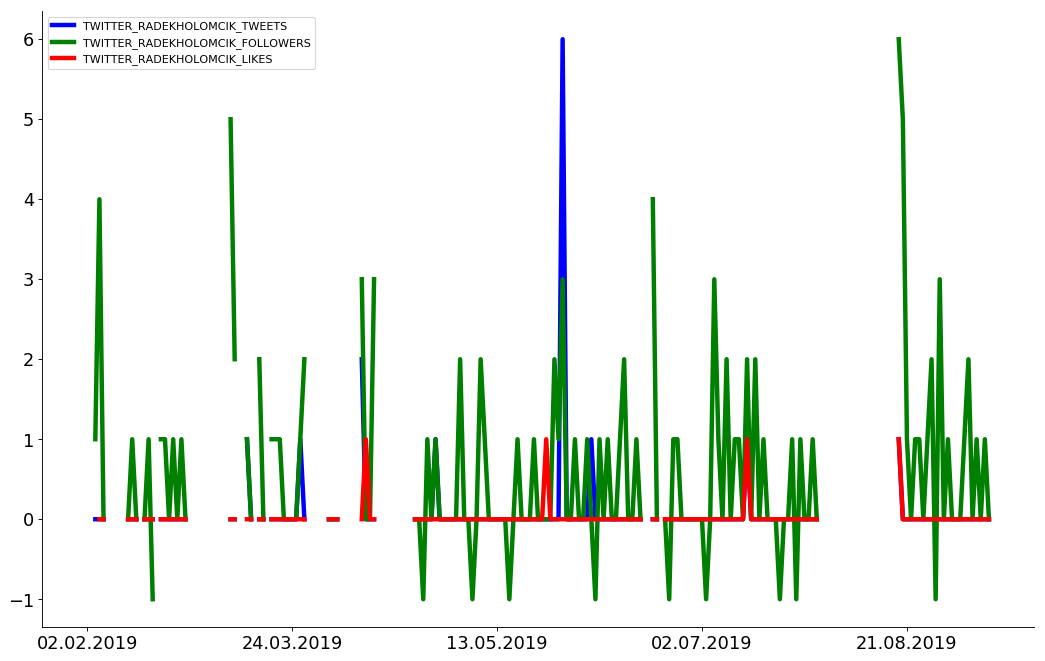 TWITTER_RADEKHOLOMCIK_TWEETS
TWITTER_RADEKHOLOMCIK_FOLLOWERS
TWITTER_RADEKHOLOMCIK_LIKES
6
5
4
3
2
1
0
−1
02.02.2019 24.03.2019 13.05.2019 02.07.2019 21.08.2019